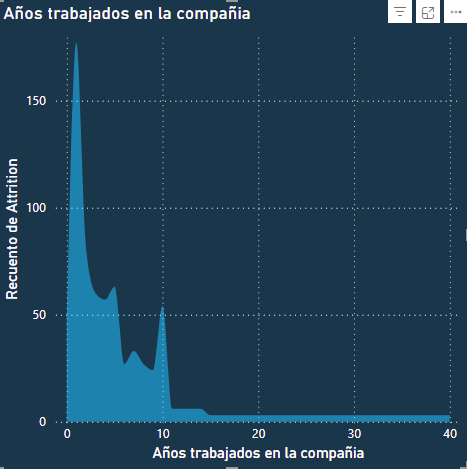 Años trabajados en la compañia
150
100
50
0
Recuento de Attrition
0 10 20 30 40
Años trabajados en la compañia